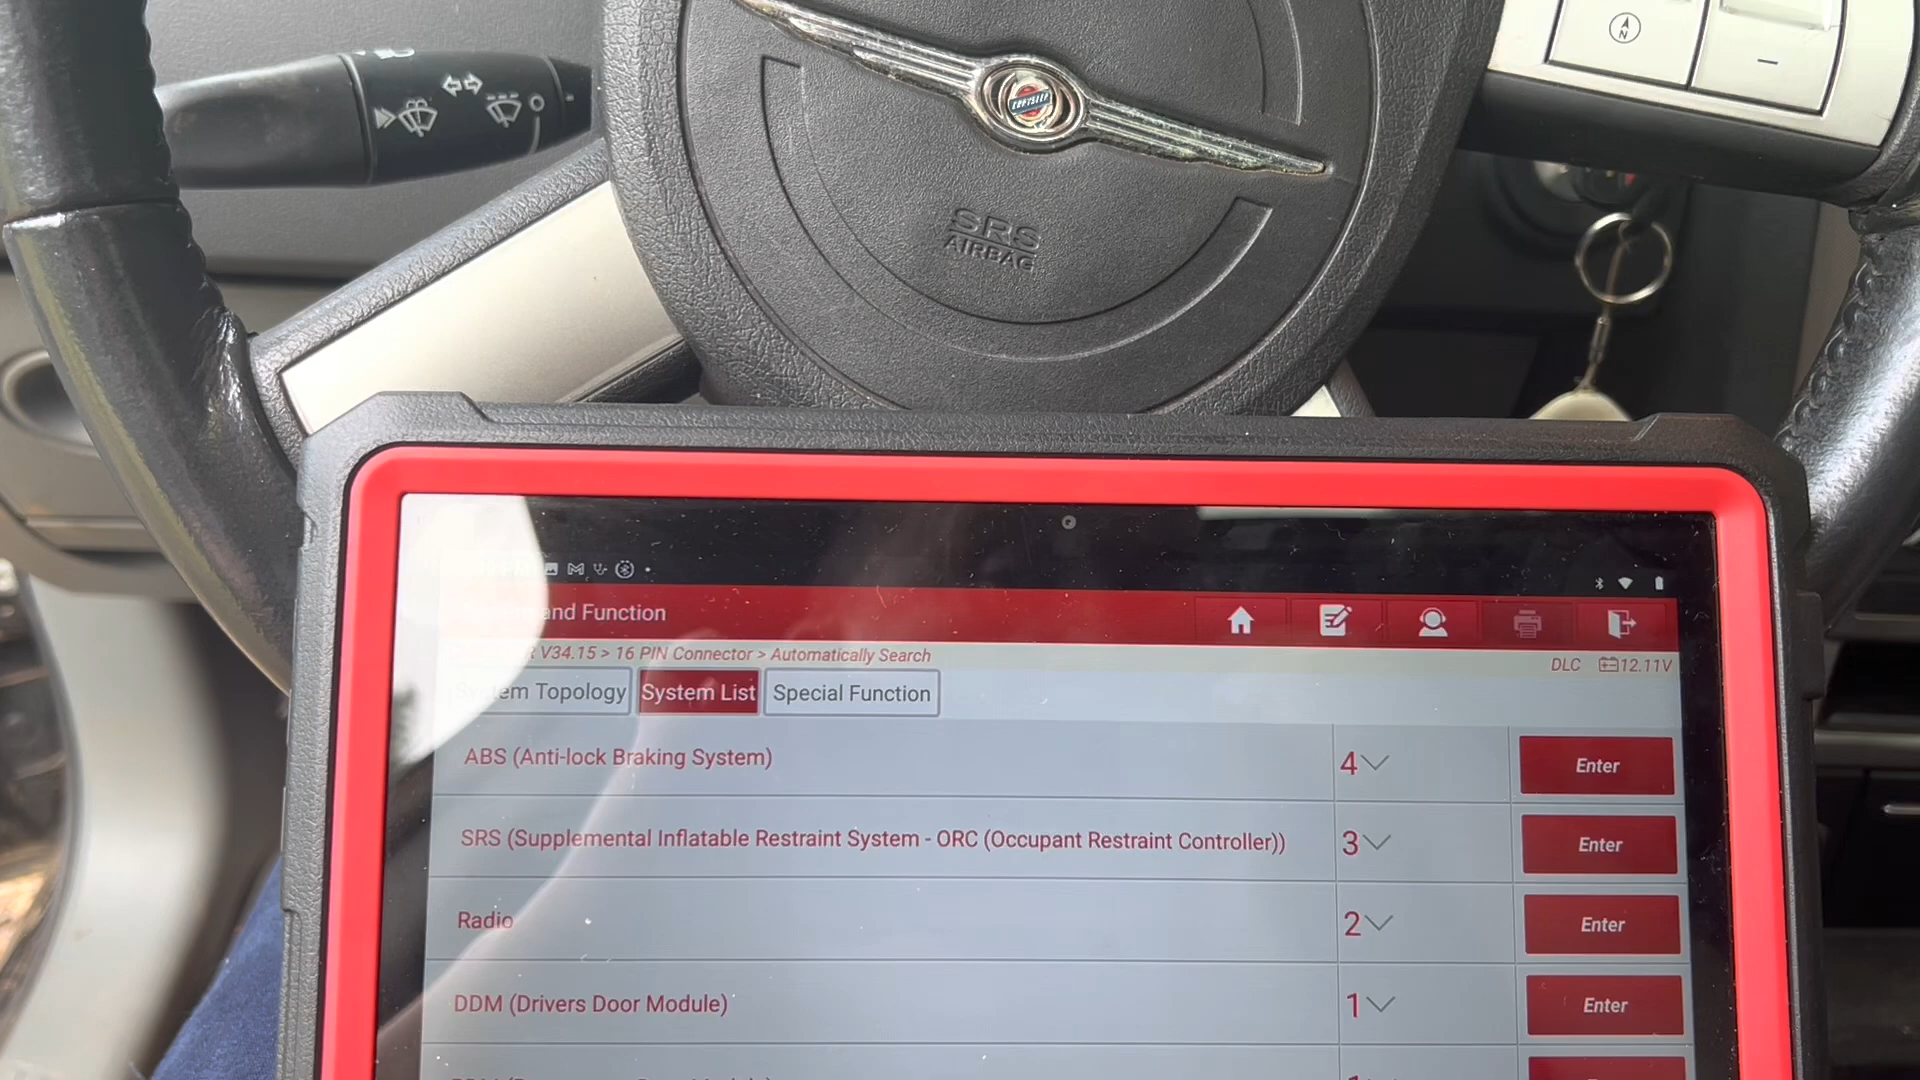 N
-
CHRYSLER
SRS
AIRBAG
and Function
R V34.15 > 16 PIN Connector > Automatically Search
DLC 12.11V
System Topology System List Special Function
ABS (Anti-lock Braking System) 4 Enter
SRS (Supplemental Inflatable Restraint System - ORC (Occupant Restraint Controller)) 3 Enter
Radio 2 Enter
DDM (Drivers Door Module) 1 Enter